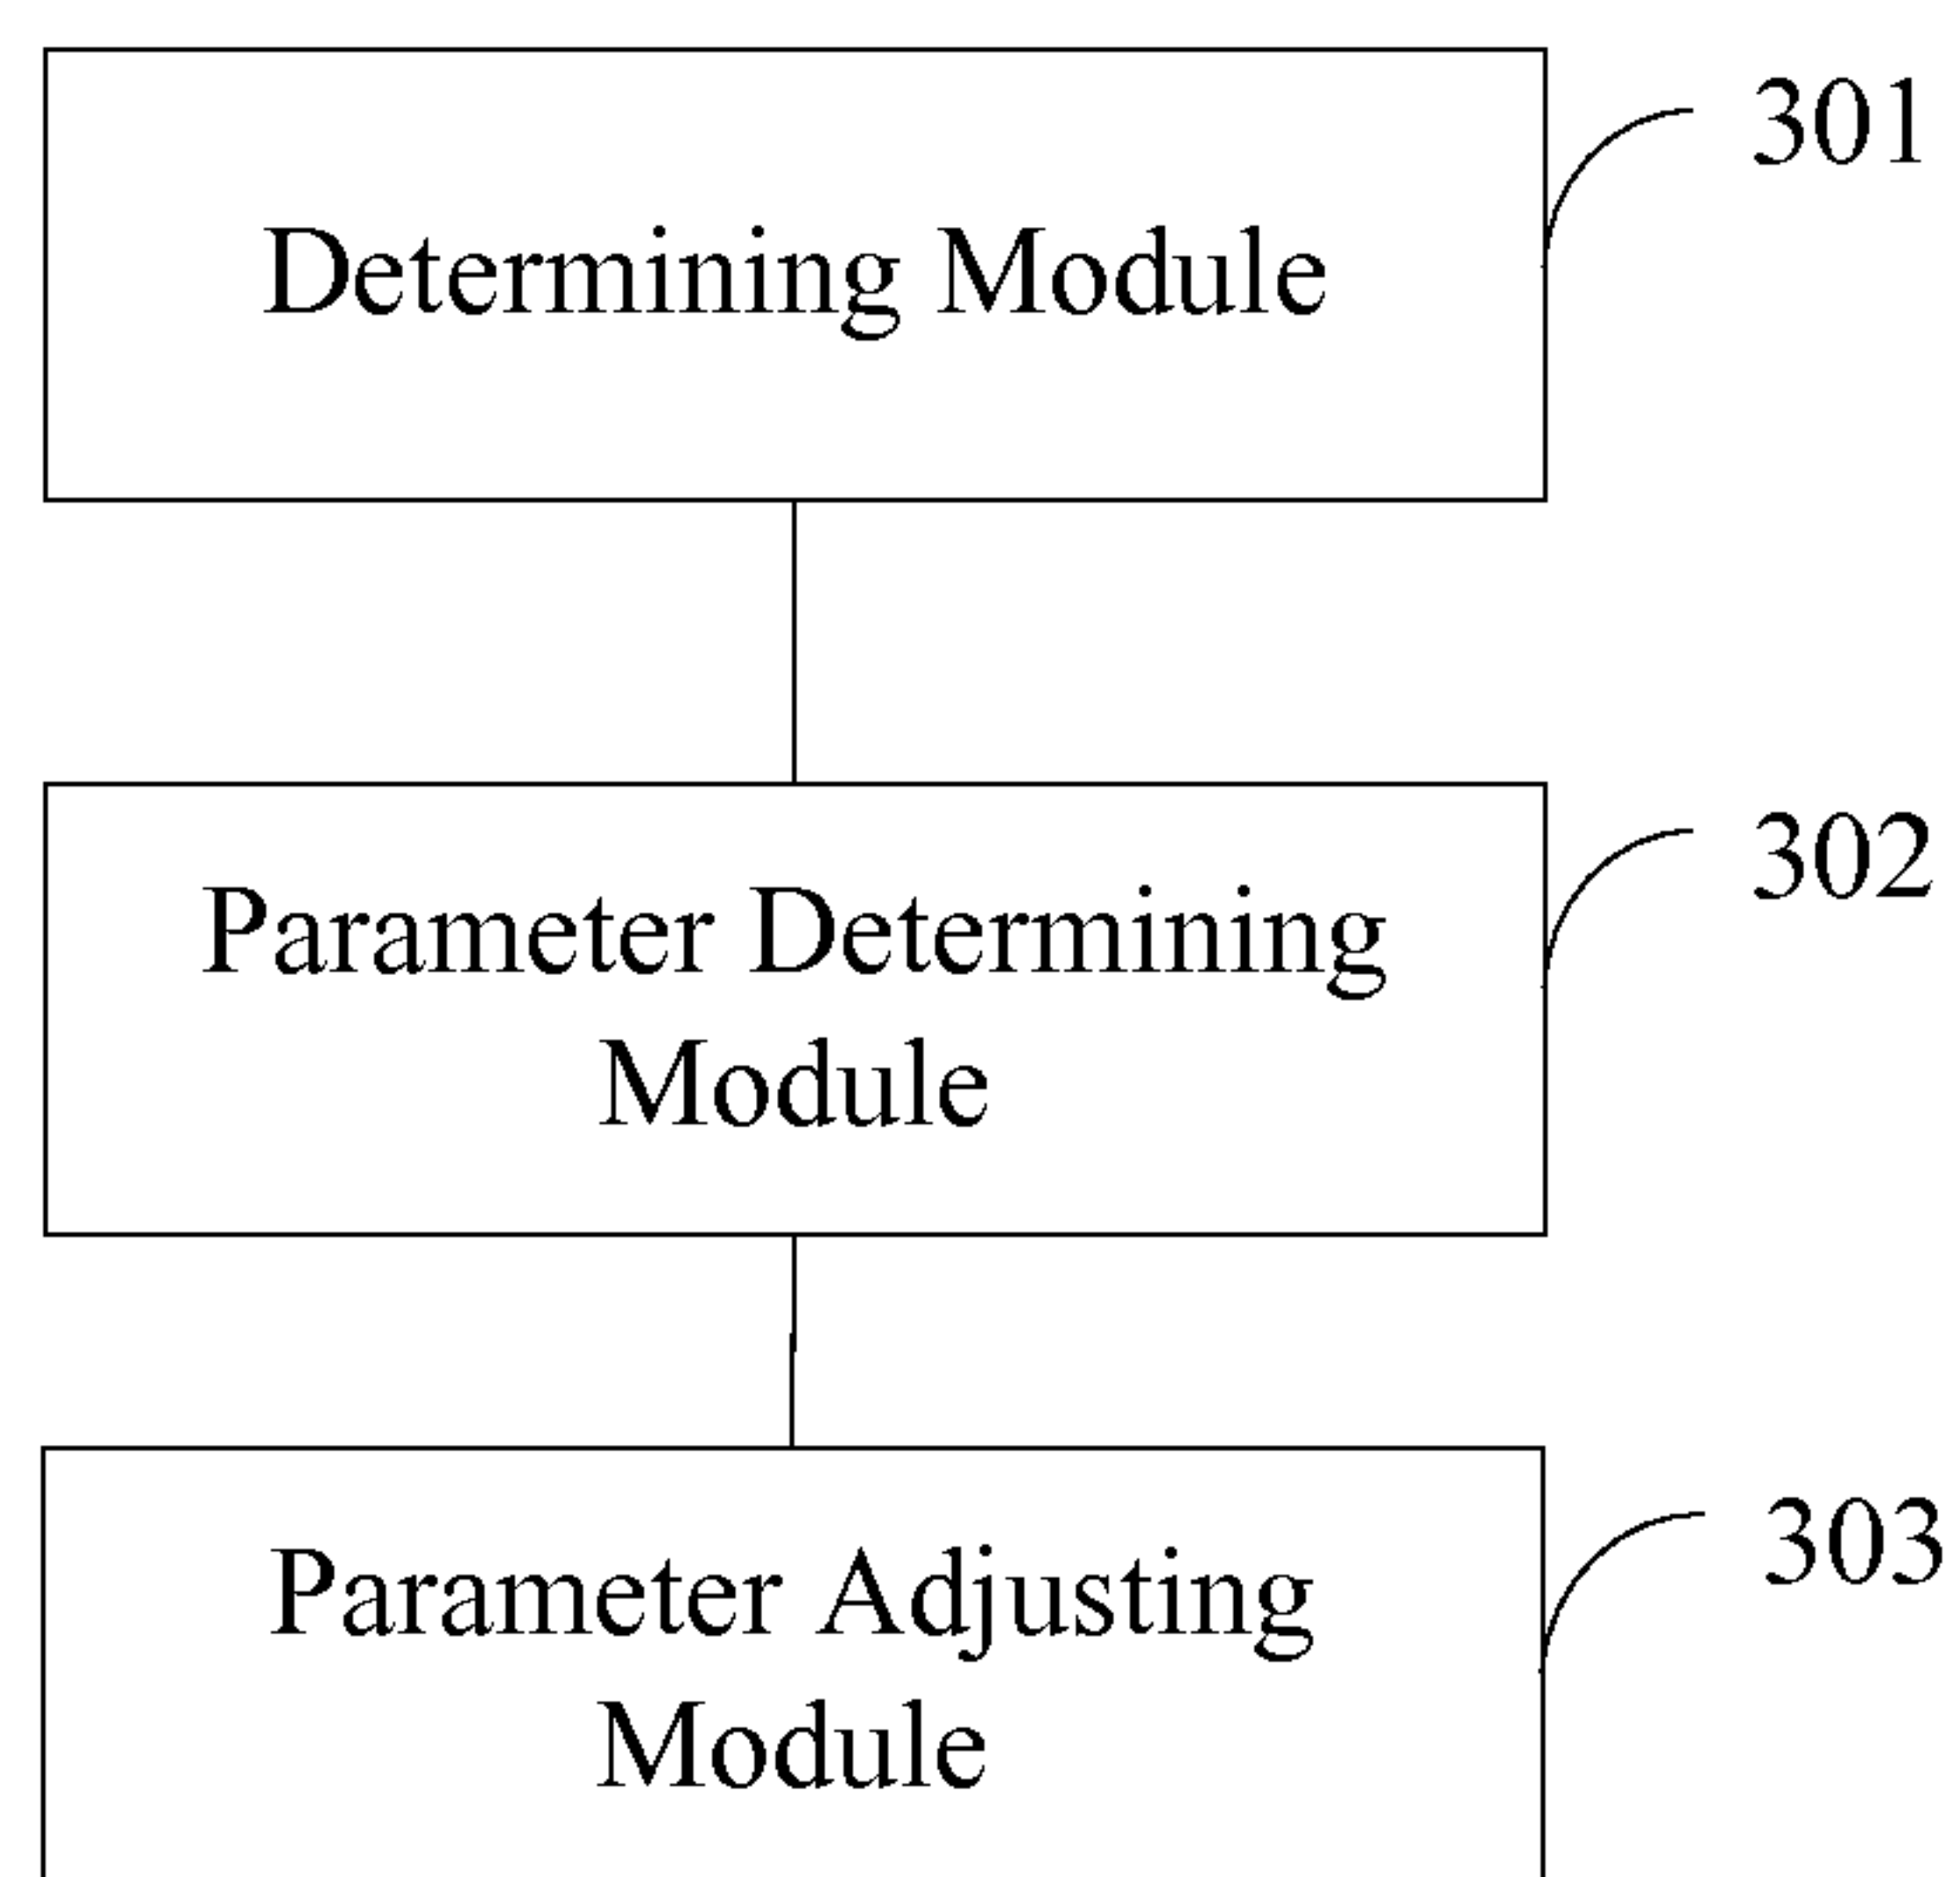 301
Determining Module
302
Parameter Determining
Module
303
Parameter Adjusting
Module